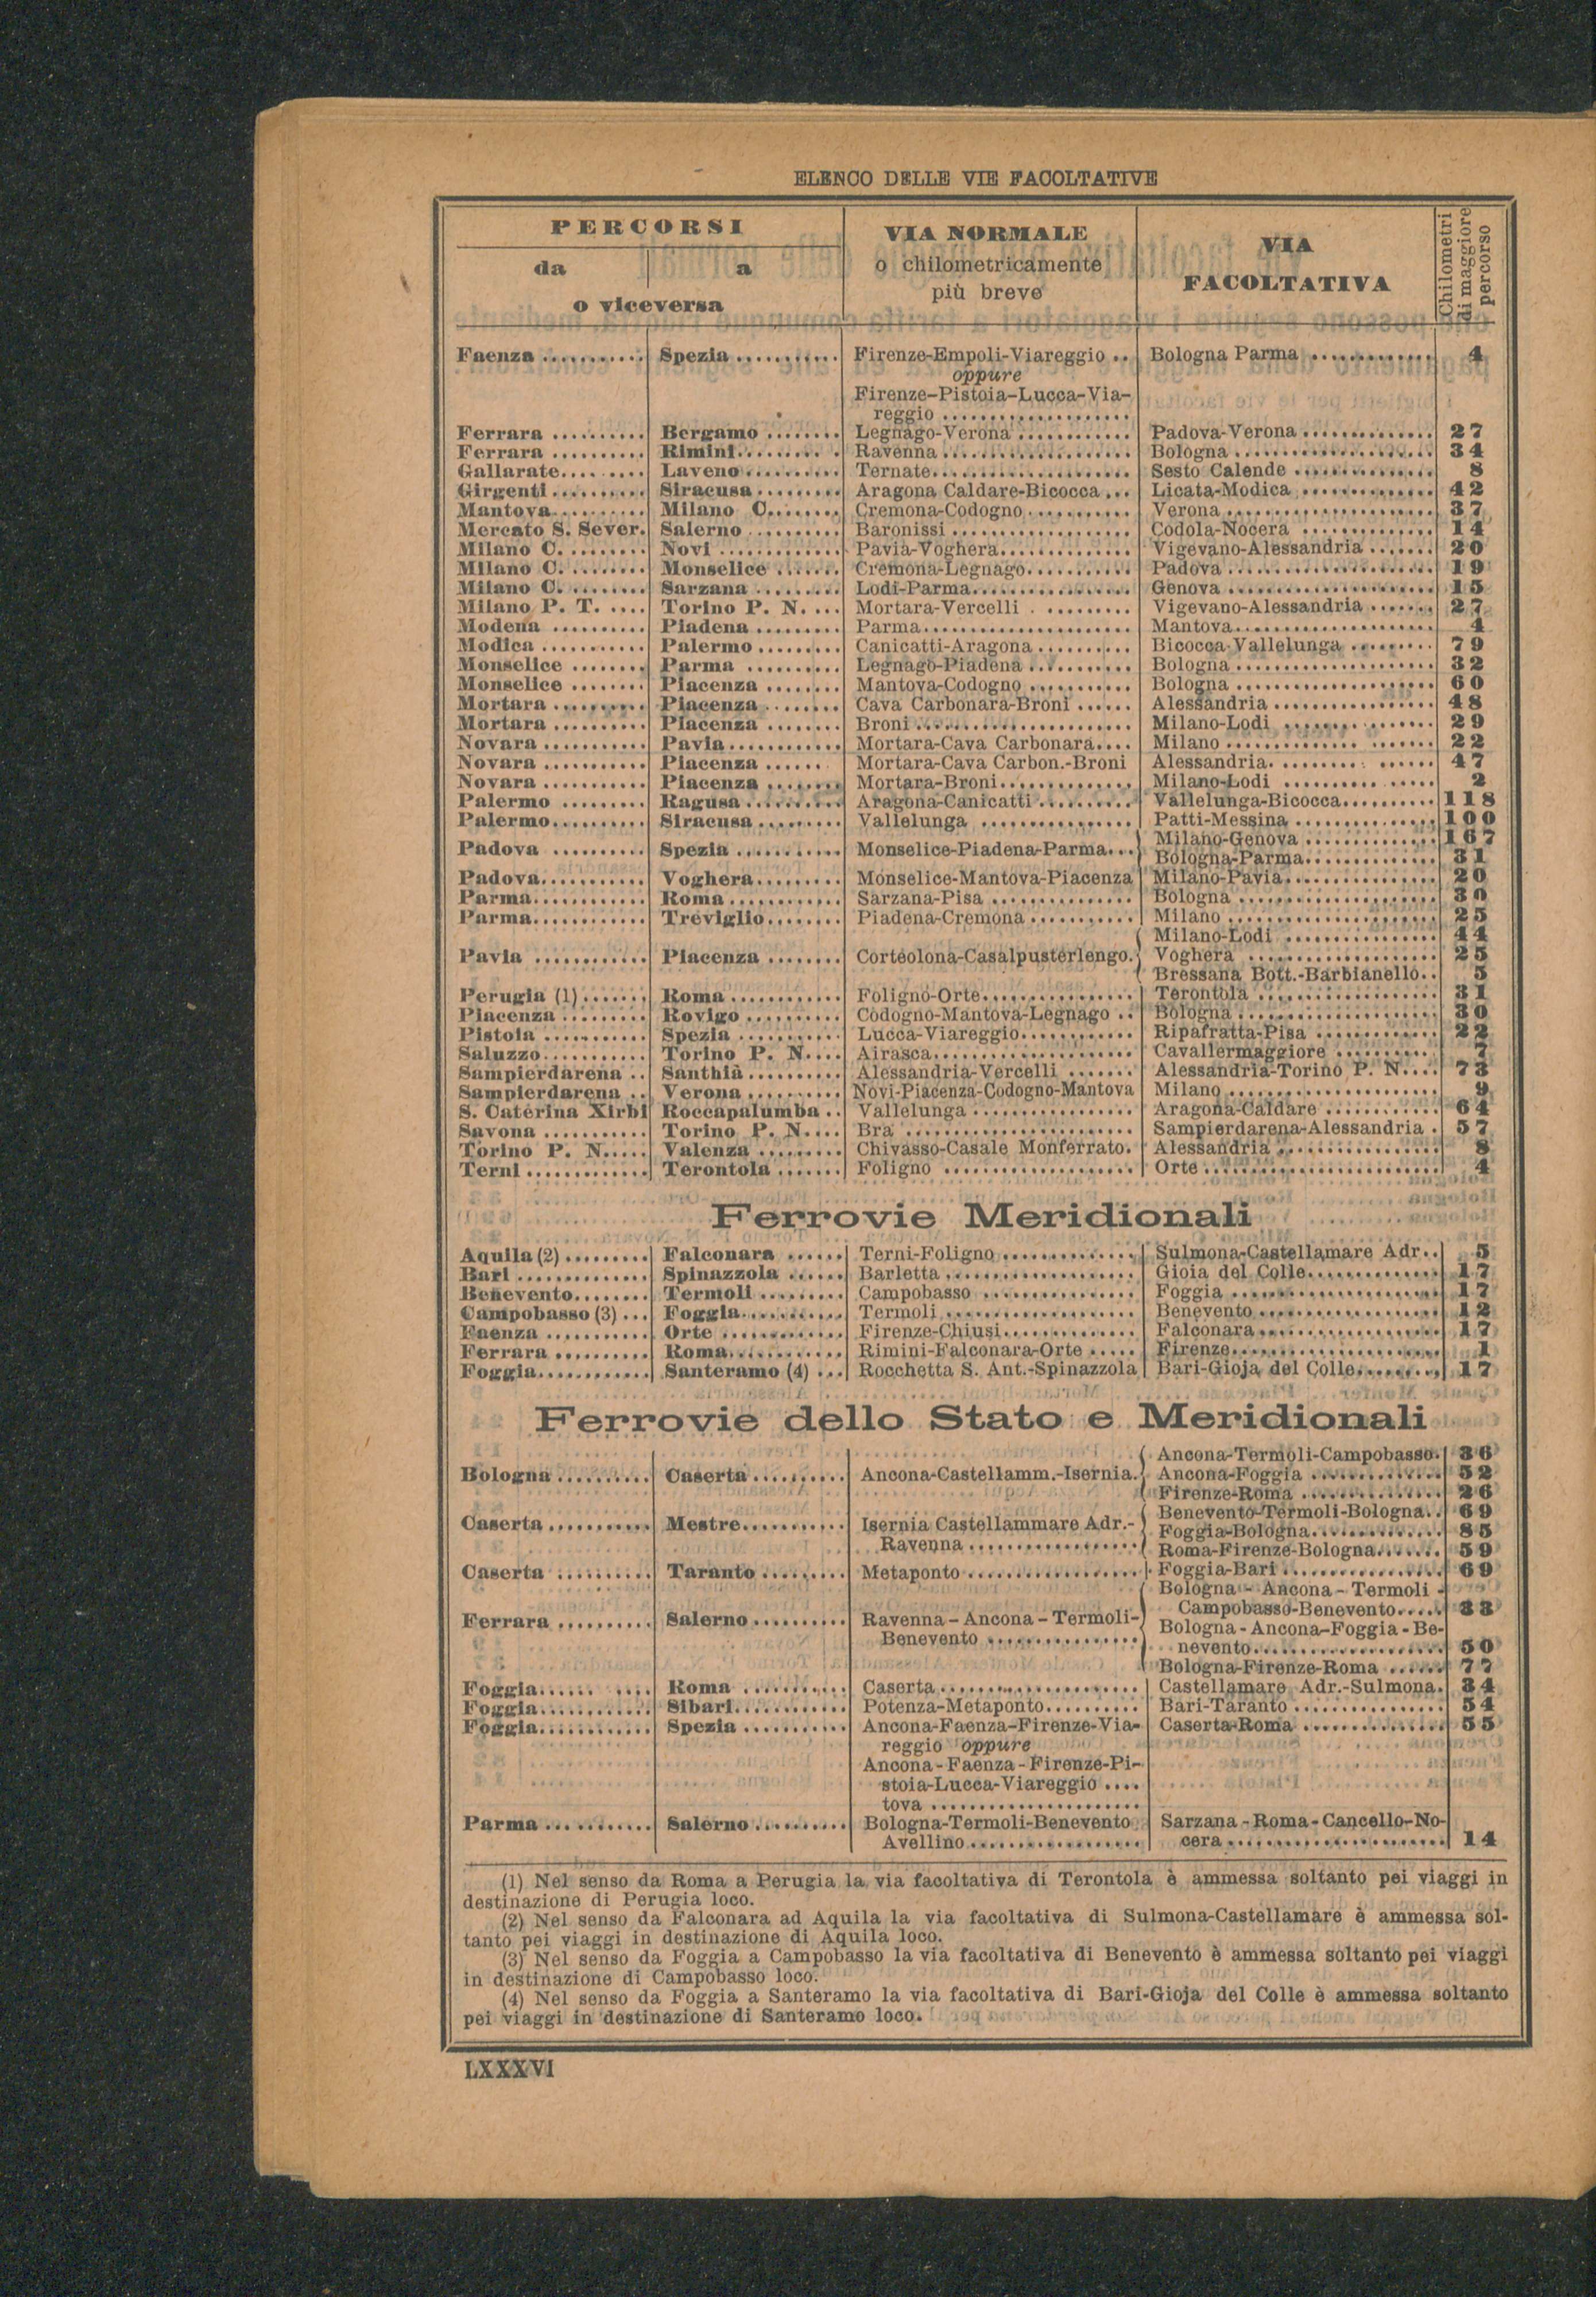 ELENCO DELLE VIE FACOLTATIVE
PERCORSI
da a
o viceversa
VIA NORMALE
o chilometricamente
più breve
VIA
FACOLTATIVA
Chilometri
di maggiore
percorso
Faenza ........... Spezia ........... Firenze-Empoli-Viareggio .. Bologna Parma ............. 4
oppure
Firenze-Pistoia-Lucca-Via-
reggio ...................
Ferrara .......... Bergamo ........ Legnago-Verona ............ Padova-Verona .............. 27
Ferrara .......... Rimini......... . Ravenna ................... Bologna ..................... 34
Gallarate.... ..... Laveno .......... Ternate.................... Sesto Calende .............. 8
Girgenti .......... Siracusa ......... Aragona Caldare-Bicocca ... Licata-Modica .............. 42
Mantova.......... Milano C........ Cremona-Codogno ........... Verona ..................... 37
Mercato S. Sever. Salerno .......... Baronissi ................... Codola-Nocera .............. 14
Milano C. ........ Novi ............. Pavia-Voghera.............. Vigevano-Alessandria ....... 20
Milano C. ........ Monselice ....... Cremona-Legnago........... Padova ..................... 19
Milano C. ........ Sarzana ......... Lodi-Parma................. Genova ..................... 15
Milano P. T. .... Torino P. N. ... Mortara-Vercelli . ......... Vigevano-Alessandria ....... 27
Modena .......... Piadena ......... Parma...................... Mantova.................... 4
Modica ........... Palermo ......... Canicatti-Aragona .......... Bicocca-Vallelunga ......... 79
Monselice ........ Parma .......... Legnago-Piadena ........... Bologna .................... 32
Monselice ........ Piacenza ........ Mantova-Codogno ........... Bologna .................... 60
Mortara .......... Piacenza ........ Cava Carbonara-Broni ...... Alessandria ................. 48
Mortara .......... Piacenza ........ Broni ...................... Milano-Lodi ........ ....... 29
Novara ........... Pavia............ Mortara-Cava Carbonara.... Milano ............. ....... 22
Novara ........... Piacenza ...... Mortara-Cava Carbon.-Broni Alessandria. ........ ...... 47
Novara ........... Piacenza ........ Mortara-Broni.............. Milano-Lodi .......... ..... 2
Palermo ......... Ragusa .......... Aragona-Canicatti .......... Vallelunga-Bicocca.......... 118
Palermo.......... Siracusa ......... Vallelunga ................ Patti-Messina ............... 100
Milano-Genova .............. 167
Padova .......... Spezia ........... Monselice-Piadena-Parma...
Bologna-Parma.............. 31
Padova........... Voghera......... Monselice-Mantova-Piacenza Milano-Pavia................ 20
Parma............ Roma ............ Sarzana-Pisa ............... Bologna .................... 30
Parma............ Treviglio........ Piadena-Cremona ........... Milano ..................... 25
Milano-Lodi ................ 44
Pavia ............ Piacenza ........ Corteolona-Casalpusterlengo. Voghera ................... 25
Bressana Bott.-Barbianello.. 5
Perugia (1)....... Roma ............ Foligno-Orte................ Terontola .................. 31
Piacenza ......... Rovigo .......... Codogno-Mantova-Legnago .. Bologna .................... 30
Pistoia ........... Spezia ........... Lucca-Viareggio............ Ripafratta-Pisa ............ 22
Saluzzo........... Torino P. N.... Airasca..................... Cavallermaggiore .......... 7
Sampierdarena .. Santhià.......... Alessandria-Vercelli ....... Alessandria-Torino P. N.... 73
Sampierdarena .. Verona .......... Novi-Piacenza-Codogno-Mantova Milano ...................... 9
S. Caterina Xirbi Roccapalumba .. Vallelunga ................. Aragona-Caldare ............ 64
Savona ........... Torino P. N.... Bra ........................ Sampierdarena-Alessandria . 57
Torino P. N..... Valenza ......... Chivasso-Casale Monferrato. Alessandria ................. 8
Terni ............. Terontola ....... Foligno .................... Orte ........................ 4
Ferrovie Meridionali
Aquila (2) ......... Falconara ...... Terni-Foligno .............. Sulmona-Castellamare Adr.. 5
Bari .............. Spinazzola ...... Barletta .................... Gioia del Colle.............. 17
Benevento........ Termoli ......... Campobasso ................ Foggia ..................... 17
Campobasso (3) ... Foggia........... Termoli .................... Benevento .................. 12
Faenza ........... Orte ............. Firenze-Chiusi.............. Falconara ................... 17
Ferrara .......... Roma............ Rimini-Falconara-Orte ..... Firenze..................... 1
Foggia............ Santeramo (4) ... Rocchetta S. Ant.-Spinazzola Bari-Gioja del Colle......... 17
Ferrovie dello Stato e Meridionali
Ancona-Termoli-Campobasso. 36
Bologna .......... Caserta .......... Ancona-Castellamm.-Isernia. Ancona-Foggia .............. 52
Firenze-Roma ............... 26
Benevento-Termoli-Bologna.. 69
Caserta ........... Mestre........... Isernia Castellammare Adr.- Foggia-Bologna.............. 85
Ravenna ..................
Roma-Firenze-Bologna....... 59
Caserta .......... Taranto ......... Metaponto .................. Foggia-Bari ................. 69
Bologna - Ancona - Termoli -
Campobasso-Benevento..... 33
Ferrara .......... Salerno .......... Ravenna - Ancona - Termoli- Bologna - Ancona-Foggia - Be-
Benevento ................ nevento.................... 50
Bologna-Firenze-Roma ...... 77
Foggia...... .... Roma ........... Caserta..................... Castellamare Adr.-Sulmona. 34
Foggia............ Sibari............ Potenza-Metaponto.......... Bari-Taranto ................ 54
Foggia............ Spezia ........... Ancona-Faenza-Firenze-Via- Caserta-Roma ............... 55
reggio oppure
Ancona - Faenza - Firenze-Pi-
stoia-Lucca-Viareggio ....
tova ......................
Parma ........... Salerno .......... Bologna-Termoli-Benevento Sarzana - Roma - Cancello-No-
Avellino .................. cera ....................... 14
(1) Nel senso da Roma a Perugia la via facoltativa di Terontola è ammessa soltanto pei viaggi in
destinazione di Perugia loco.
(2) Nel senso da Falconara ad Aquila la via facoltativa di Sulmona-Castellamare è ammessa sol-
tanto pei viaggi in destinazione di Aquila loco.
(3) Nel senso da Foggia a Campobasso la via facoltativa di Benevento è ammessa soltanto pei viaggi
in destinazione di Campobasso loco.
(4) Nel senso da Foggia a Santeramo la via facoltativa di Bari-Gioja del Colle è ammessa soltanto
pei viaggi in destinazione di Santeramo loco.
LXXXVI